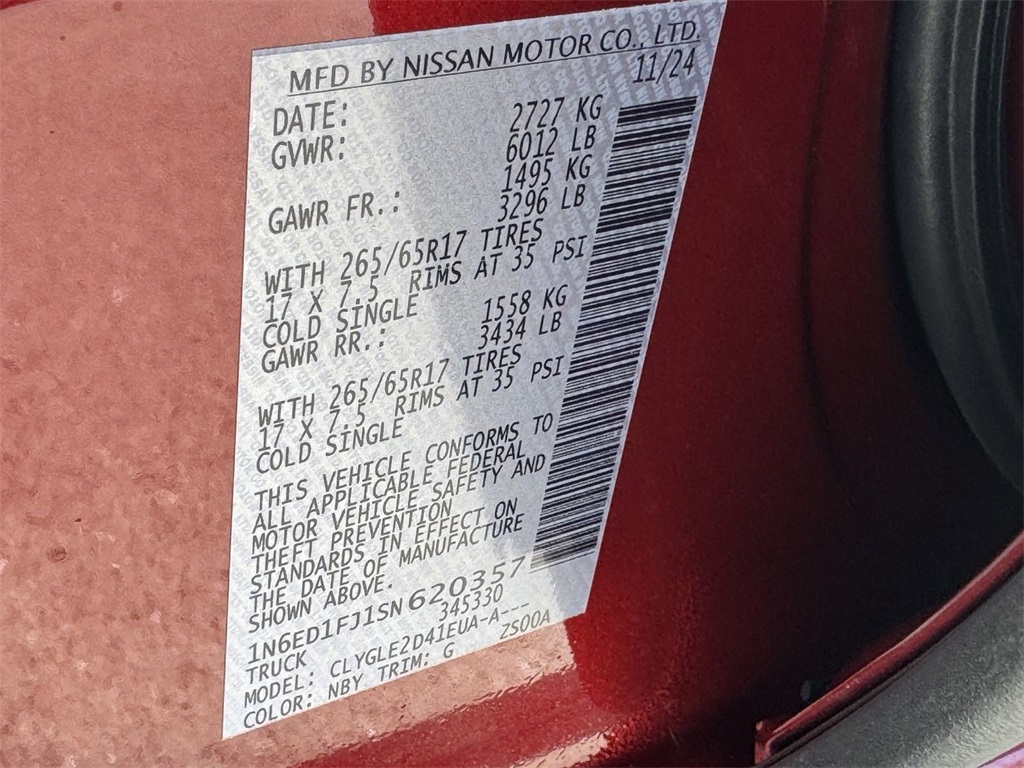 MFD BY NISSAN MOTOR CO., LTD.
DATE: 11/24
GVWR: 2727 KG
6012 LB
GAWR FR.: 1495 KG
3296 LB
WITH 265/65R17 TIRES
17 X 7.5 RIMS AT 35 PSI
COLD SINGLE
GAWR RR.: 1558 KG
3434 LB
WITH 265/65R17 TIRES
17 X 7.5 RIMS AT 35 PSI
COLD SINGLE
THIS VEHICLE CONFORMS TO
ALL APPLICABLE FEDERAL
MOTOR VEHICLE SAFETY AND
THEFT PREVENTION
STANDARDS IN EFFECT ON
THE DATE OF MANUFACTURE
SHOWN ABOVE.
1N6ED1FJ1SN620357
TRUCK 345330
MODEL: CLYGLE2D41EUA-A---
COLOR: NBY TRIM: G ZS00A